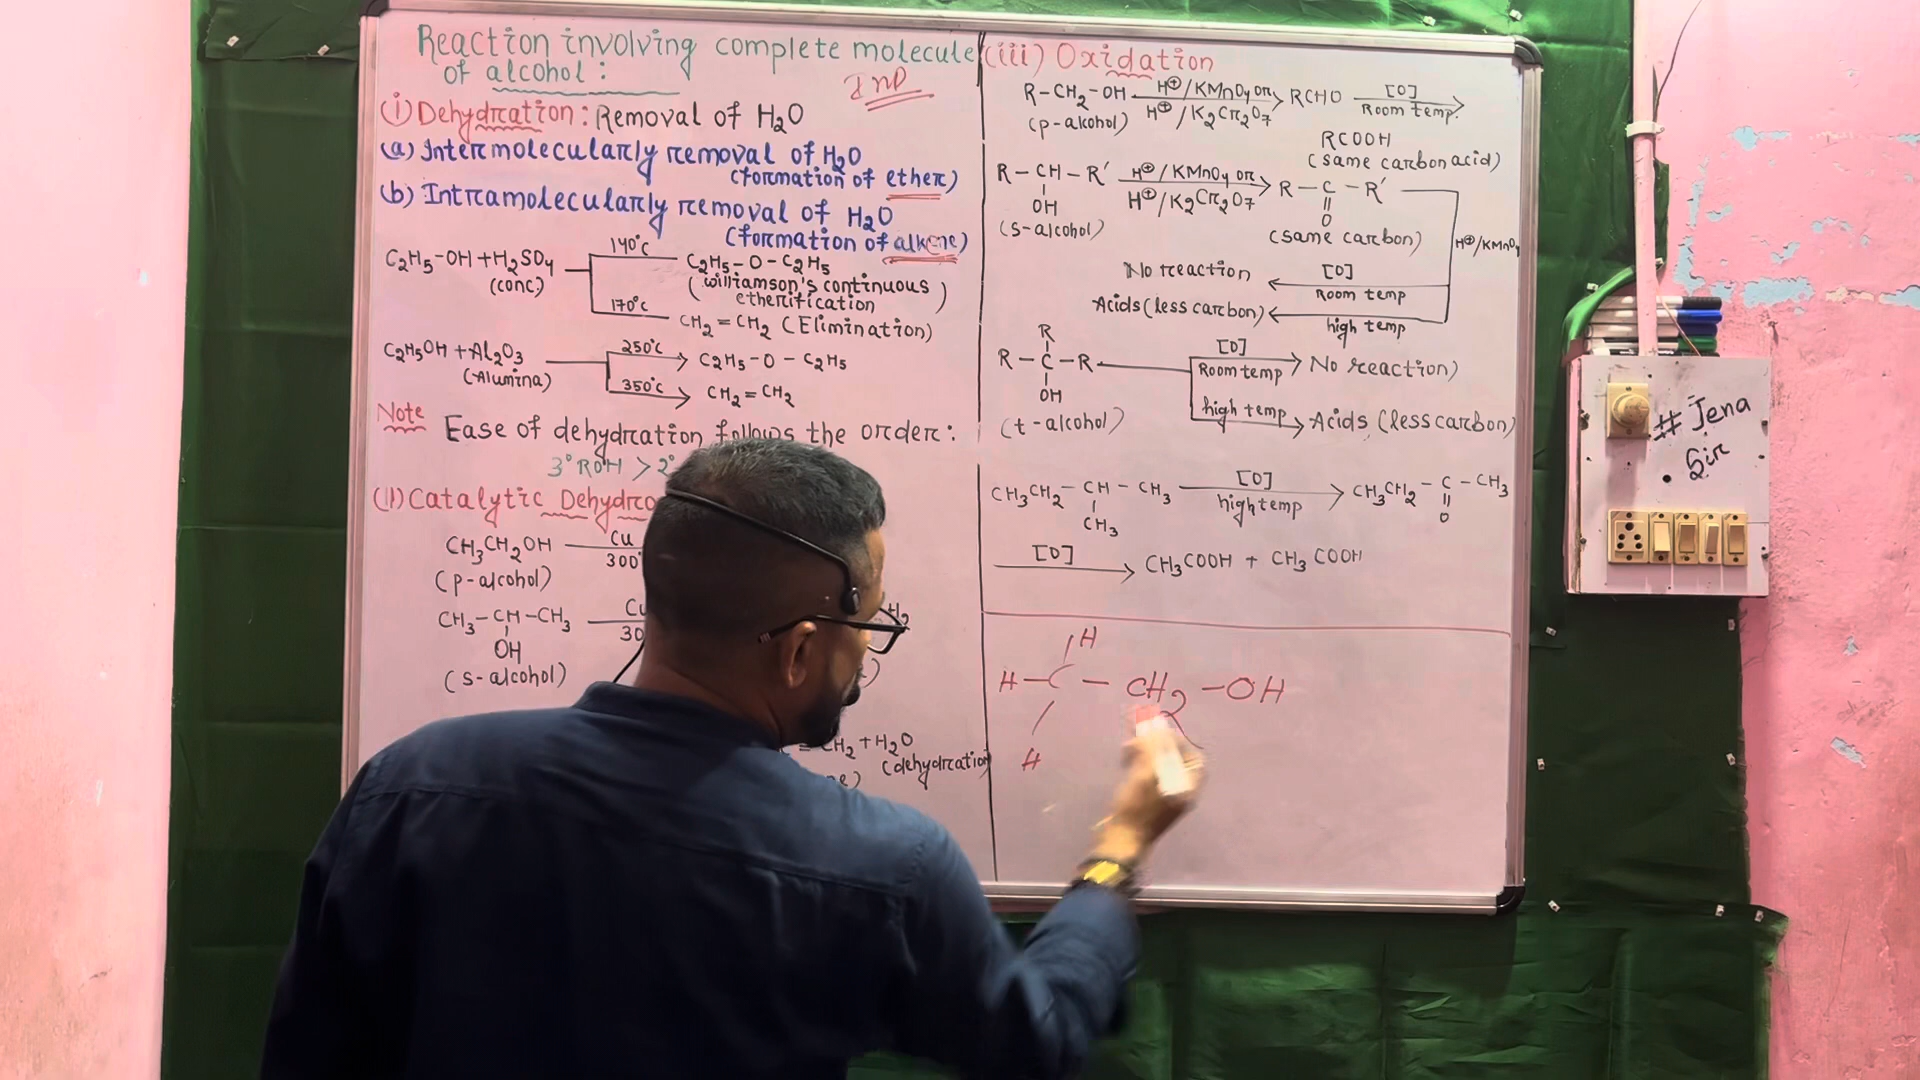 Reaction involving complete molecule
of alcohol:
Imp
(i) Dehydration: Removal of H2O
(a) Intermolecularly removal of H2O
(formation of ether)
(b) Intramolecularly removal of H2O
(formation of alkene)
C2H5-OH + H2SO4
(conc.)
140°c
C2H5-O-C2H5
(williamson's continuous
etherification)
170°c
CH2=CH2 (Elimination)
C2H5OH + Al2O3
(Alumina)
250°c
C2H5-O-C2H5
350°c
CH2=CH2
Note
Ease of dehydration follows the order:
3° ROH > 2°
(II) Catalytic
CH3CH2OH
Cu
300°
(p-alcohol)
CH3-CH-CH3
Cu
30
OH
(s-alcohol)
H2
= CH2 + H2O
(dehydration
(iii) Oxidation
R-CH2-OH
H⊕/KMnO4 or
H⊕/K2Cr2O7
RCHO
[O]
Room temp.
(p-alcohol)
RCOOH
(same carbon acid)
R-CH-R'
OH
(s-alcohol)
H⊕/KMnO4 or
H⊕/K2Cr2O7
R-C-R'
O
(same carbon)
H⊕/KMnO4
No reaction
[O]
Room temp
Acids (less carbon)
high temp
R
R-C-R
OH
(t-alcohol)
[O]
Room temp
No reaction)
high temp
Acids (less carbon)
CH3CH2-CH-CH3
CH3
[O]
high temp
CH3CH2-C-CH3
O
[O]
CH3COOH + CH3COOH
H
H-C-CH2-OH
H
# Jena
Sir